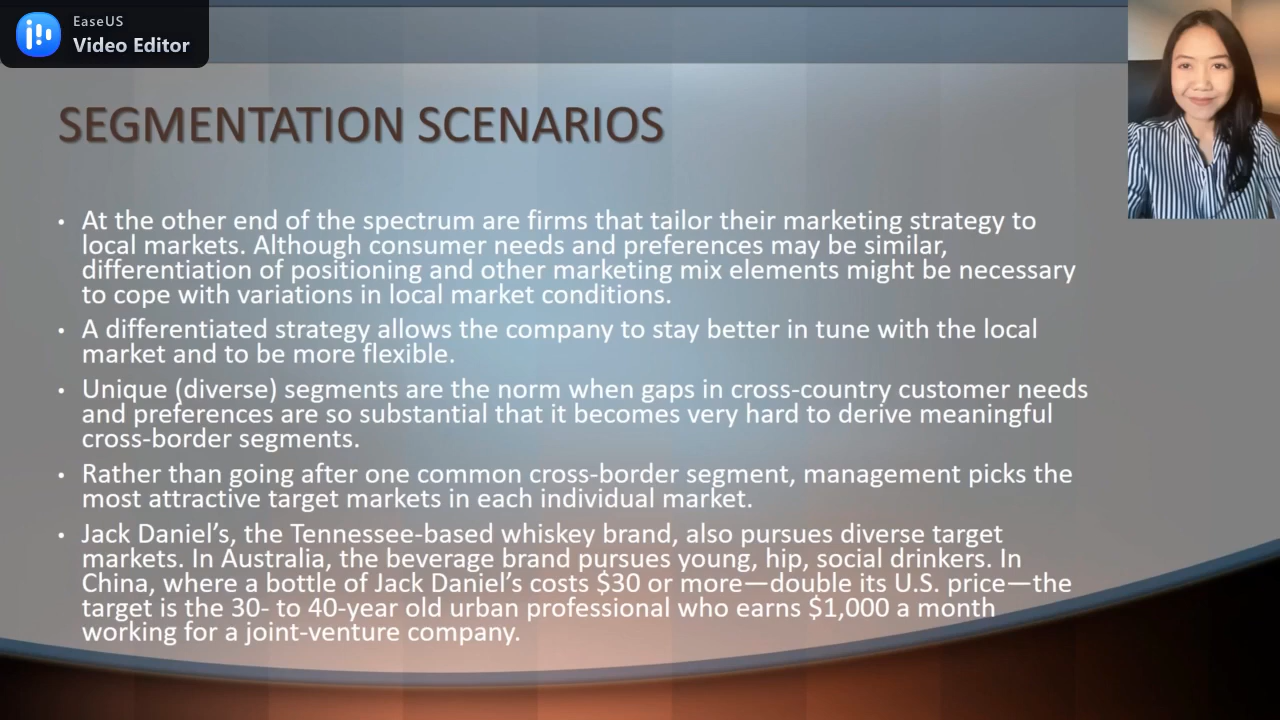 EaseUS
Video Editor
SEGMENTATION SCENARIOS
• At the other end of the spectrum are firms that tailor their marketing strategy to
local markets. Although consumer needs and preferences may be similar,
differentiation of positioning and other marketing mix elements might be necessary
to cope with variations in local market conditions.
• A differentiated strategy allows the company to stay better in tune with the local
market and to be more flexible.
• Unique (diverse) segments are the norm when gaps in cross-country customer needs
and preferences are so substantial that it becomes very hard to derive meaningful
cross-border segments.
• Rather than going after one common cross-border segment, management picks the
most attractive target markets in each individual market.
• Jack Daniel’s, the Tennessee-based whiskey brand, also pursues diverse target
markets. In Australia, the beverage brand pursues young, hip, social drinkers. In
China, where a bottle of Jack Daniel’s costs $30 or more—double its U.S. price—the
target is the 30- to 40-year old urban professional who earns $1,000 a month
working for a joint-venture company.